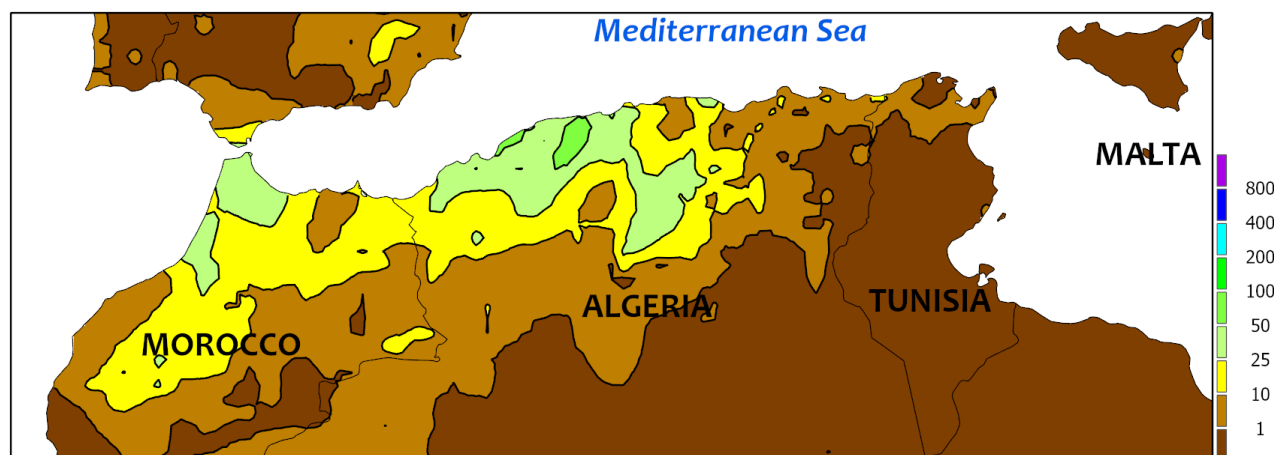 Mediterranean Sea
MALTA
ALGERIA
TUNISIA
MOROCCO
800
400
200
100
50
25
10
1